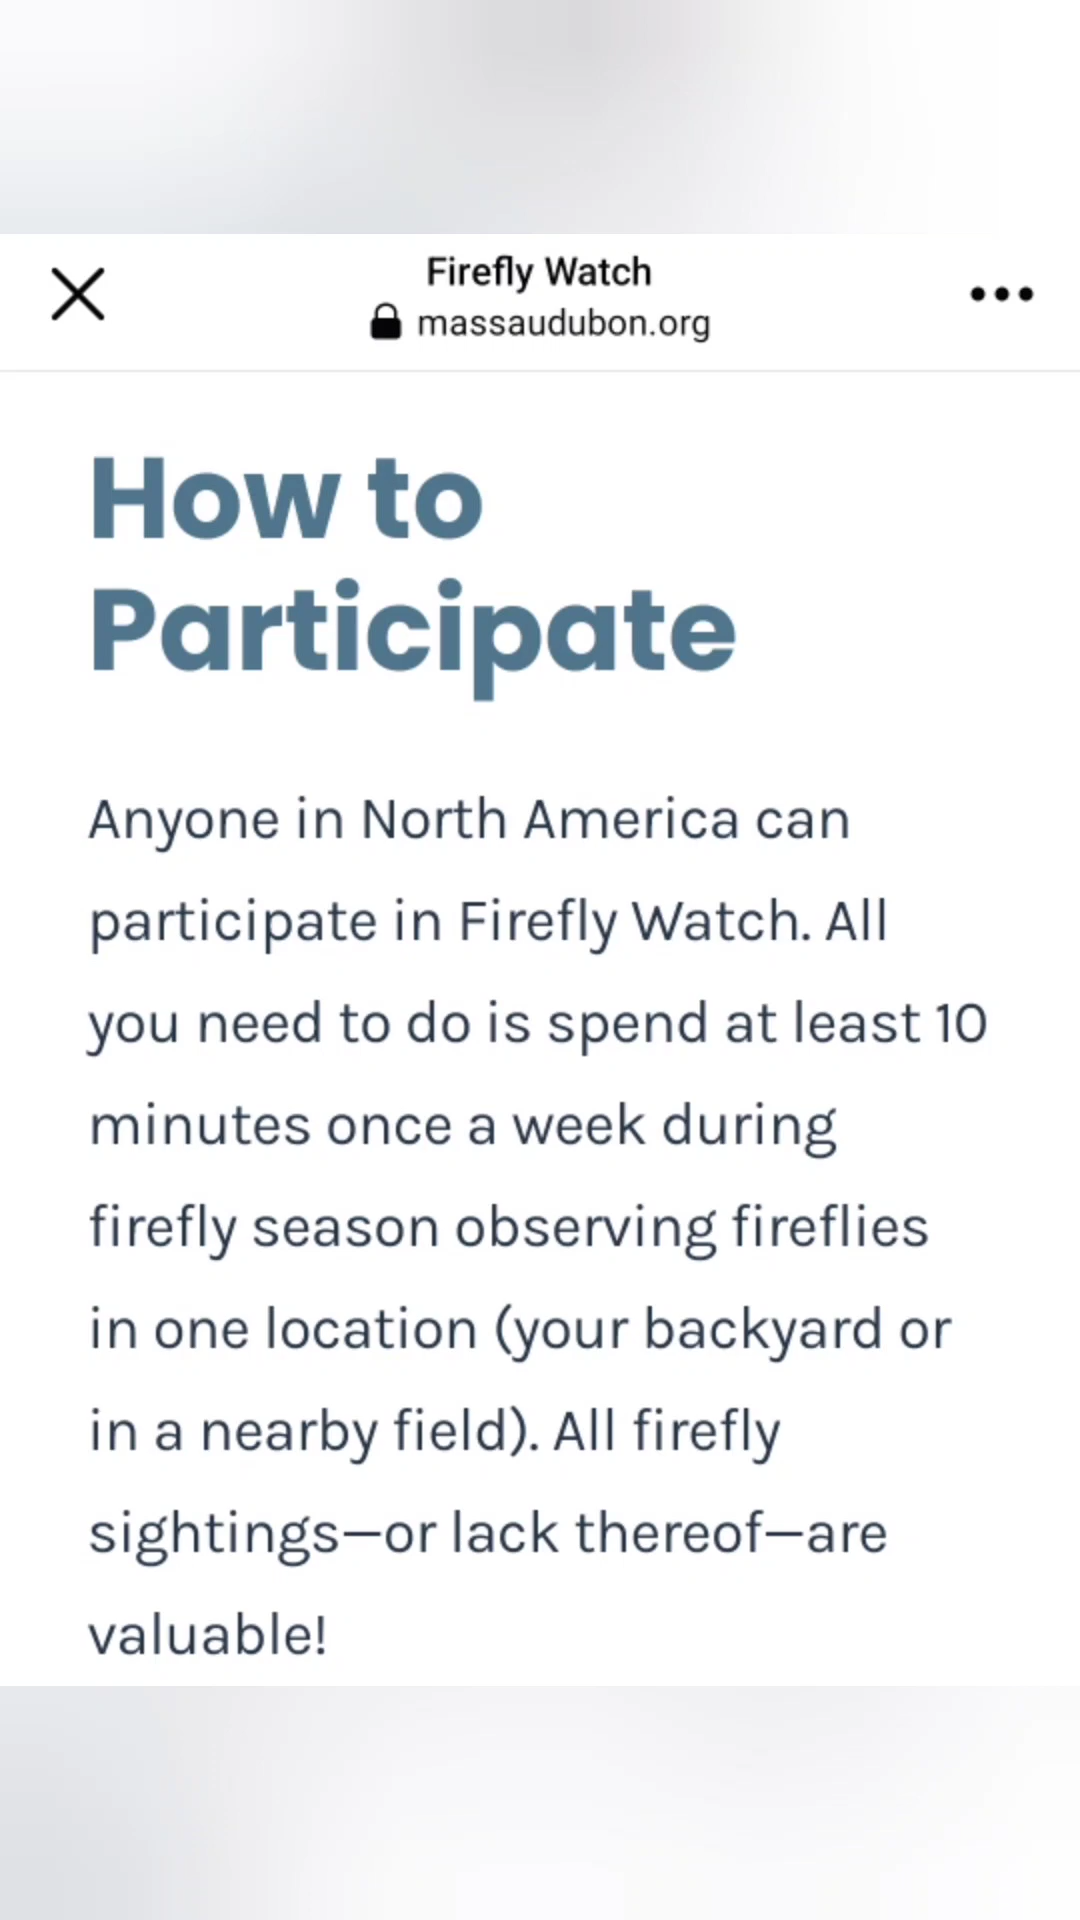 Firefly Watch
massaudubon.org
How to
Participate
Anyone in North America can
participate in Firefly Watch. All
you need to do is spend at least 10
minutes once a week during
firefly season observing fireflies
in one location (your backyard or
in a nearby field). All firefly
sightings—or lack thereof—are
valuable!